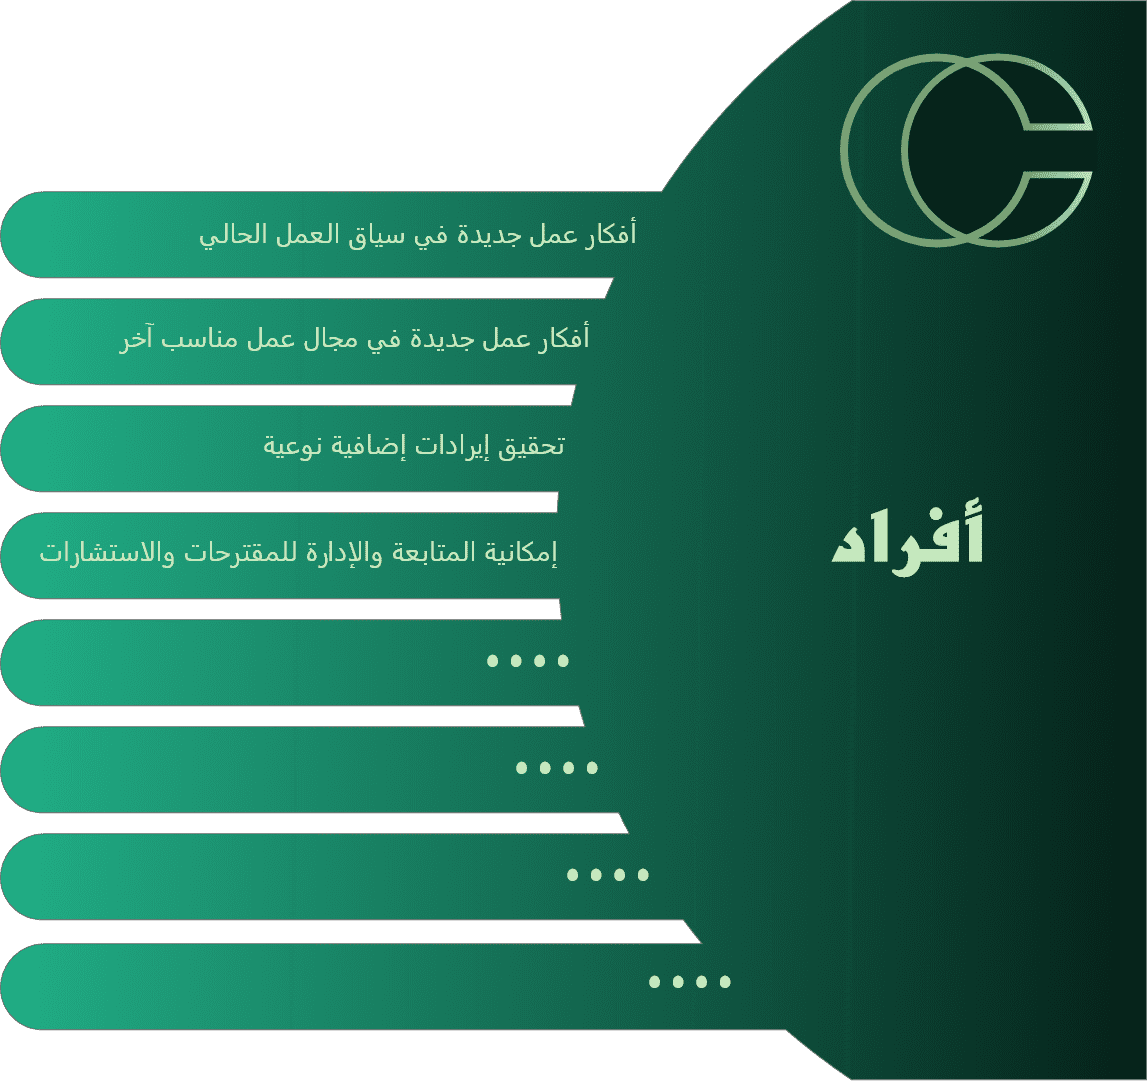 أفكار عمل جديدة في سياق العمل الحالي
أفكار عمل جديدة في مجال عمل مناسب آخر
تحقيق إيرادات إضافية نوعية
إمكانية المتابعة والإدارة للمقترحات والاستشارات
أفراد
••••
••••
••••
••••